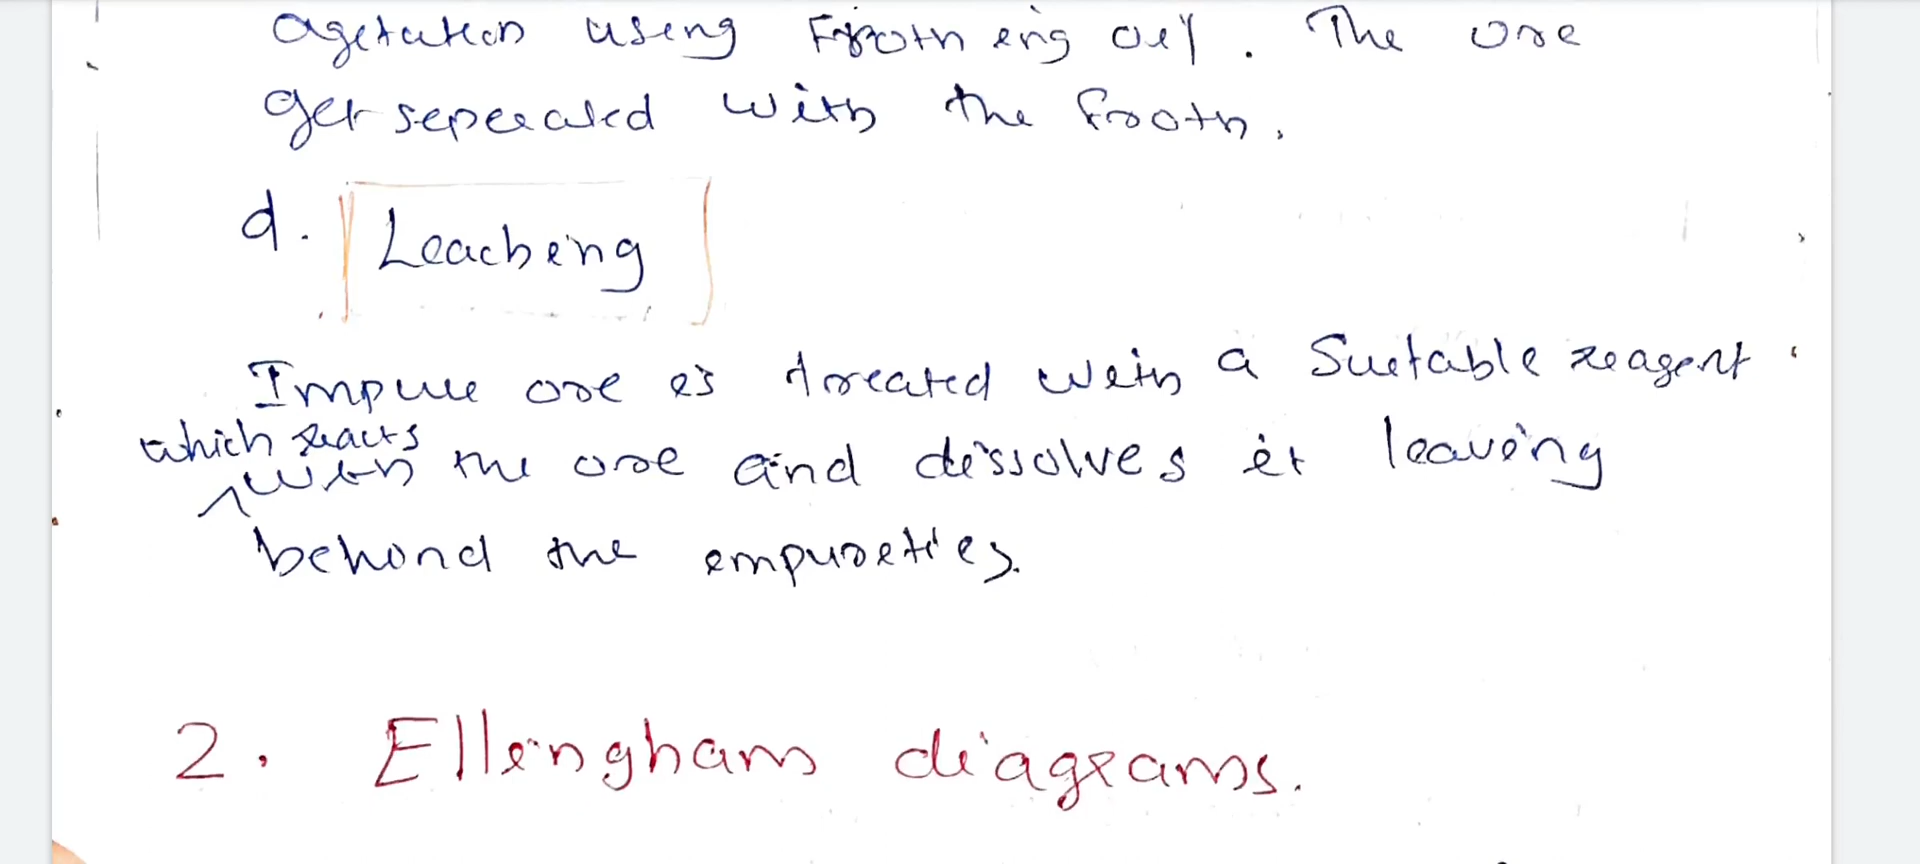 agitation using Frothing oil. The ore
get seperated with the froth.
d. Leaching
Impure ore is treated with a suitable reagent
which reacts
with the ore and dissolves it leaving
behind the impurities.
2. Ellingham diagrams.